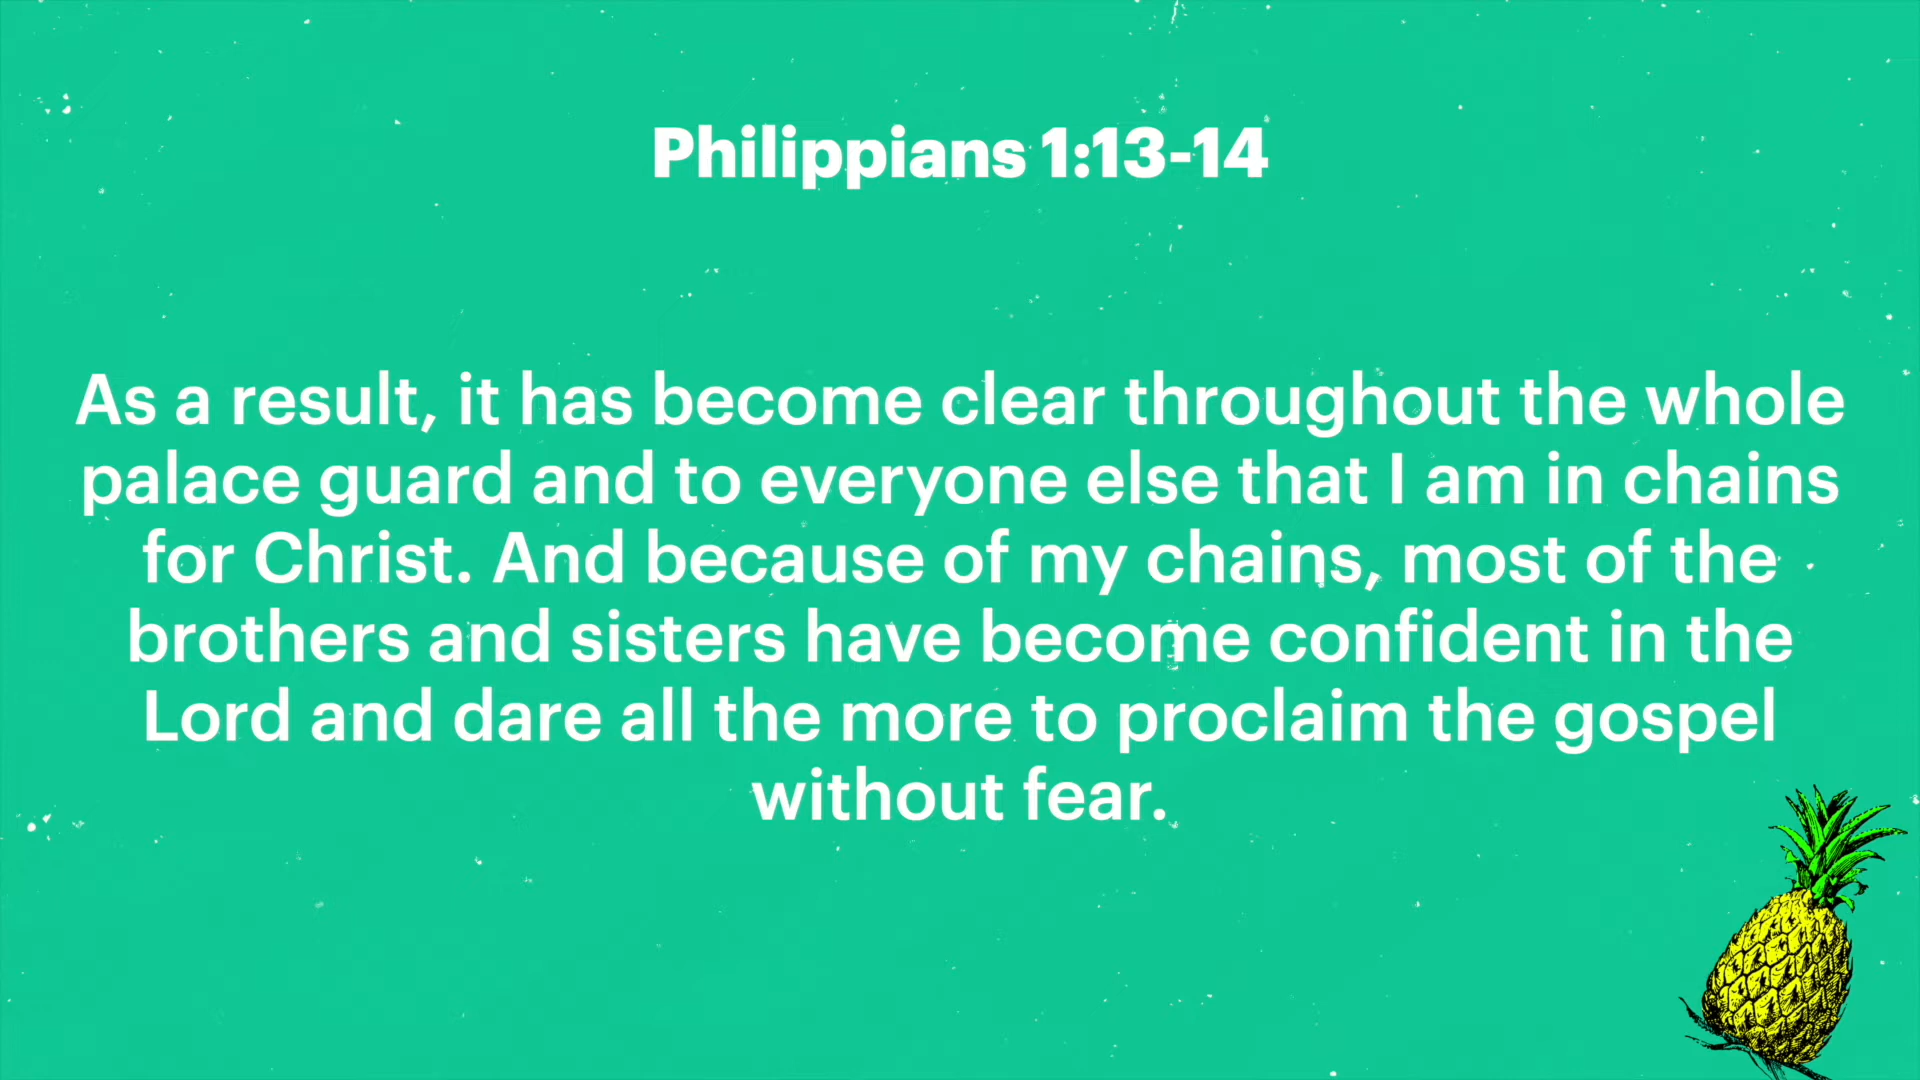 Philippians 1:13-14
As a result, it has become clear throughout the whole
palace guard and to everyone else that I am in chains
for Christ. And because of my chains, most of the
brothers and sisters have become confident in the
Lord and dare all the more to proclaim the gospel
without fear.